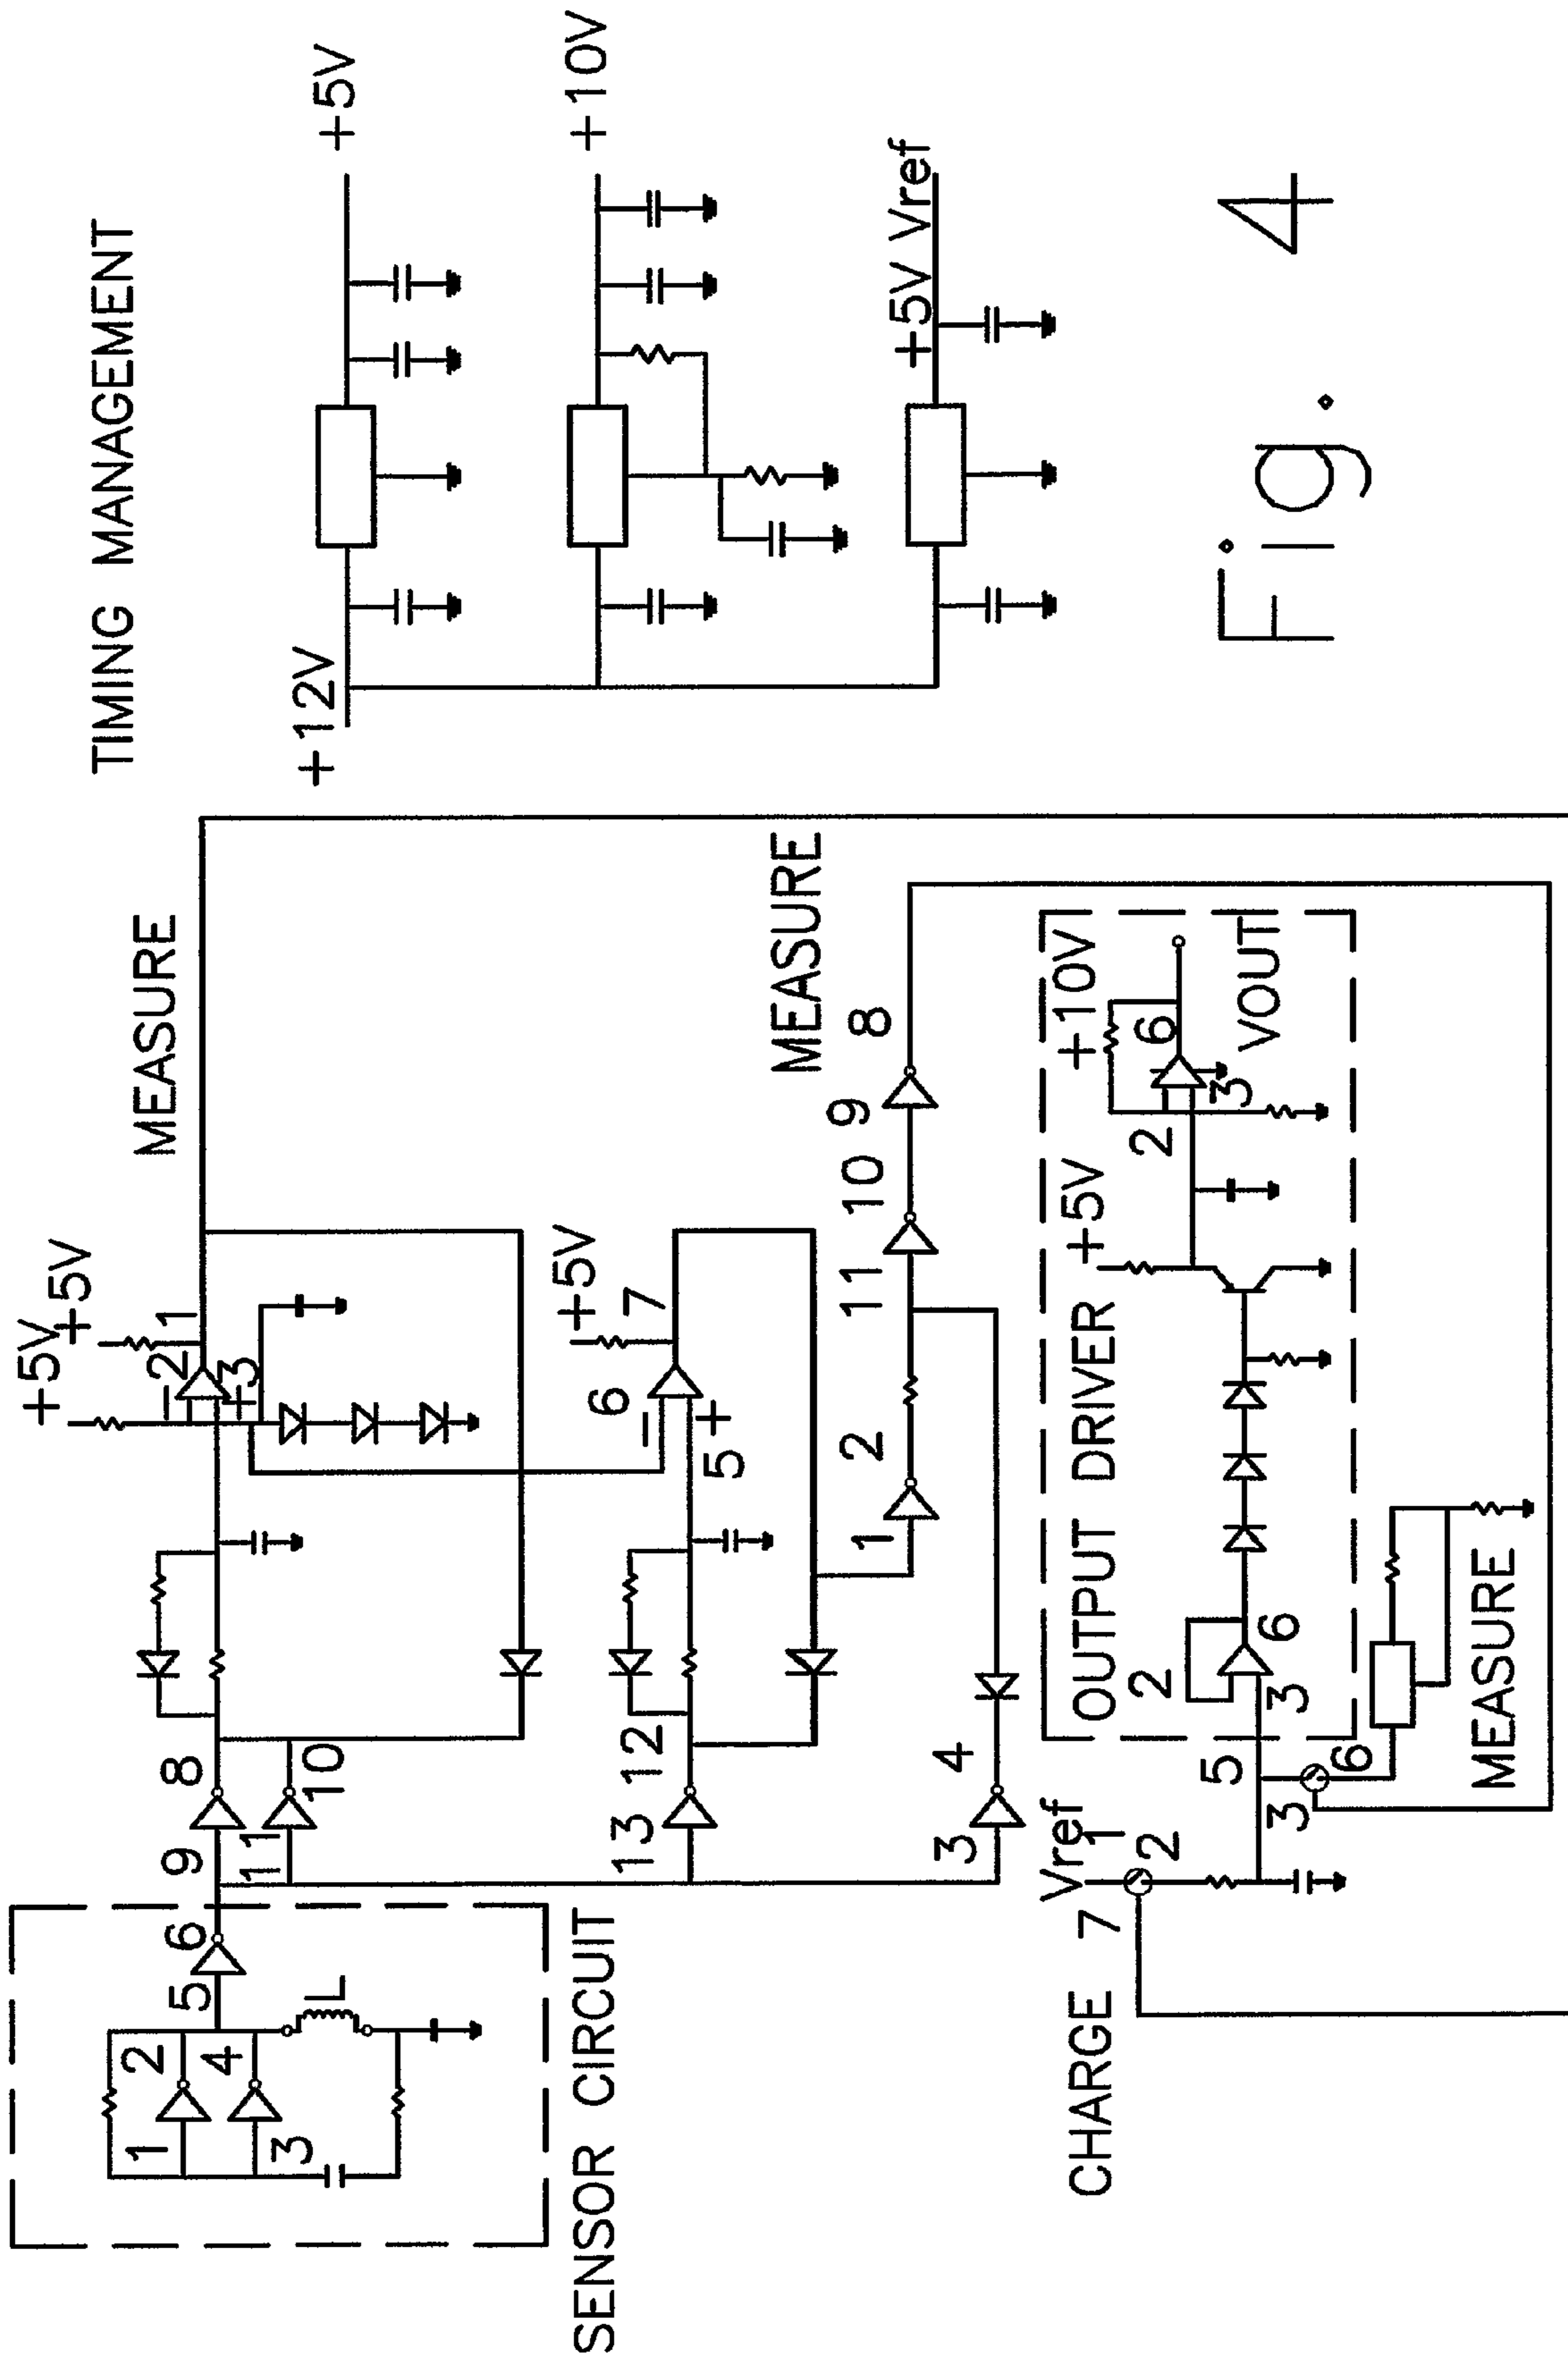 TIMING MANAGEMENT
+12V
+5V
+10V
+5V Vref
Fig. 4
MEASURE
+5V
+5V
1
-2
+3
8
9
10
11
+5V
7
6
-
+
5
12
13
MEASURE
8
9
10
11
2
1
4
3
6
5
2
4
1
3
L
SENSOR CIRCUIT
OUTPUT DRIVER
+5V
+10V
2
6
3
VOUT
2
6
3
5
6
3
MEASURE
Vref
1
2
7
CHARGE